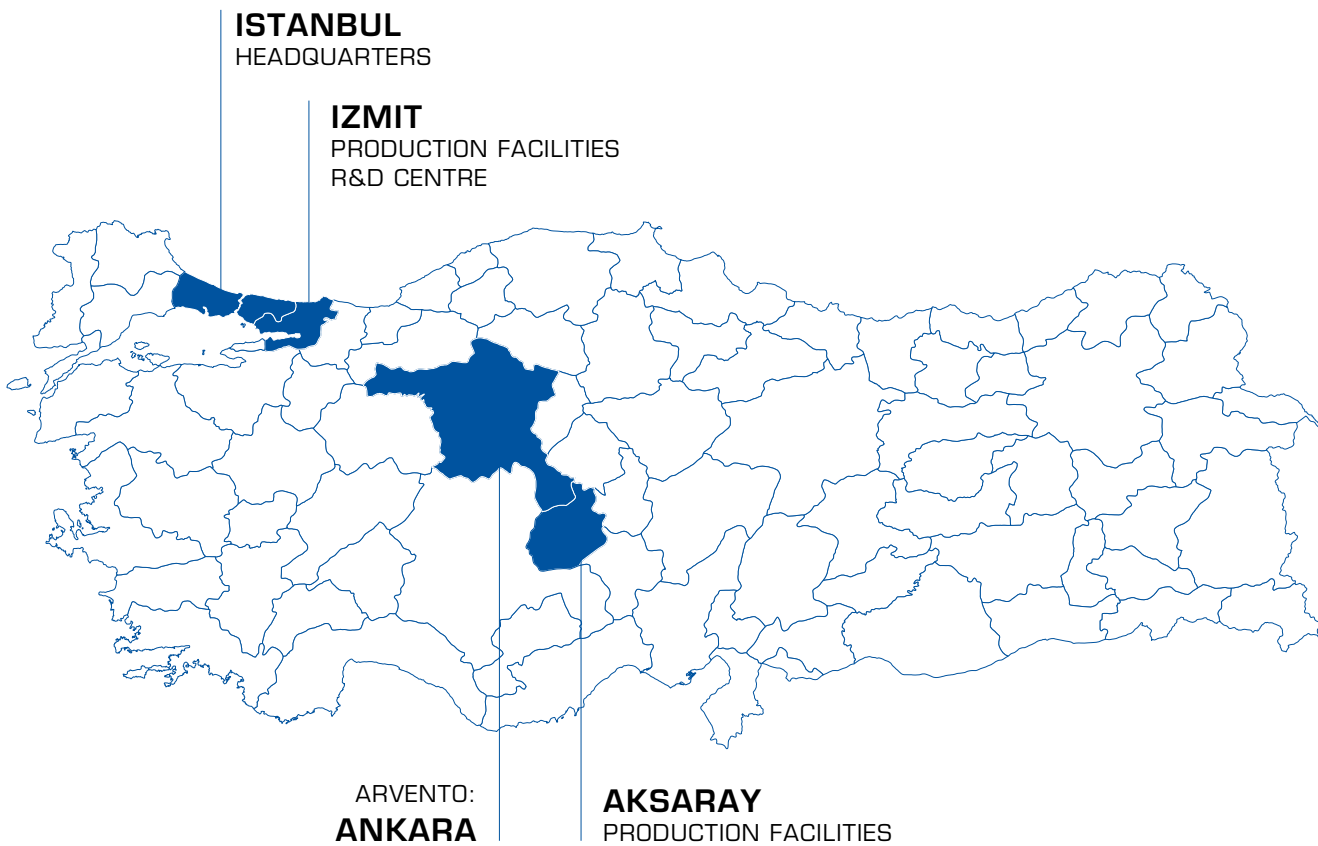 ISTANBUL
HEADQUARTERS
IZMIT
PRODUCTION FACILITIES
R&D CENTRE
ARVENTO:
ANKARA
AKSARAY
PRODUCTION FACILITIES